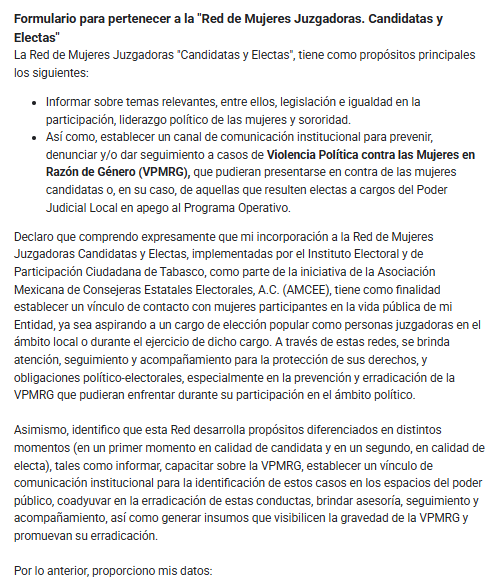 Formulario para pertenecer a la "Red de Mujeres Juzgadoras. Candidatas y
Electas"
La Red de Mujeres Juzgadoras "Candidatas y Electas", tiene como propósitos principales
los siguientes:
• Informar sobre temas relevantes, entre ellos, legislación e igualdad en la
participación, liderazgo político de las mujeres y sororidad.
• Así como, establecer un canal de comunicación institucional para prevenir,
denunciar y/o dar seguimiento a casos de Violencia Política contra las Mujeres en
Razón de Género (VPMRG), que pudieran presentarse en contra de las mujeres
candidatas o, en su caso, de aquellas que resulten electas a cargos del Poder
Judicial Local en apego al Programa Operativo.
Declaro que comprendo expresamente que mi incorporación a la Red de Mujeres
Juzgadoras Candidatas y Electas, implementadas por el Instituto Electoral y de
Participación Ciudadana de Tabasco, como parte de la iniciativa de la Asociación
Mexicana de Consejeras Estatales Electorales, A.C. (AMCEE), tiene como finalidad
establecer un vínculo de contacto con mujeres participantes en la vida pública de mi
Entidad, ya sea aspirando a un cargo de elección popular como personas juzgadoras en el
ámbito local o durante el ejercicio de dicho cargo. A través de estas redes, se brinda
atención, seguimiento y acompañamiento para la protección de sus derechos, y
obligaciones político-electorales, especialmente en la prevención y erradicación de la
VPMRG que pudieran enfrentar durante su participación en el ámbito político.
Asimismo, identifico que esta Red desarrolla propósitos diferenciados en distintos
momentos (en un primer momento en calidad de candidata y en un segundo, en calidad de
electa), tales como informar, capacitar sobre la VPMRG, establecer un vínculo de
comunicación institucional para la identificación de estos casos en los espacios del poder
público, coadyuvar en la erradicación de estas conductas, brindar asesoría, seguimiento y
acompañamiento, así como generar insumos que visibilicen la gravedad de la VPMRG y
promuevan su erradicación.
Por lo anterior, proporciono mis datos: